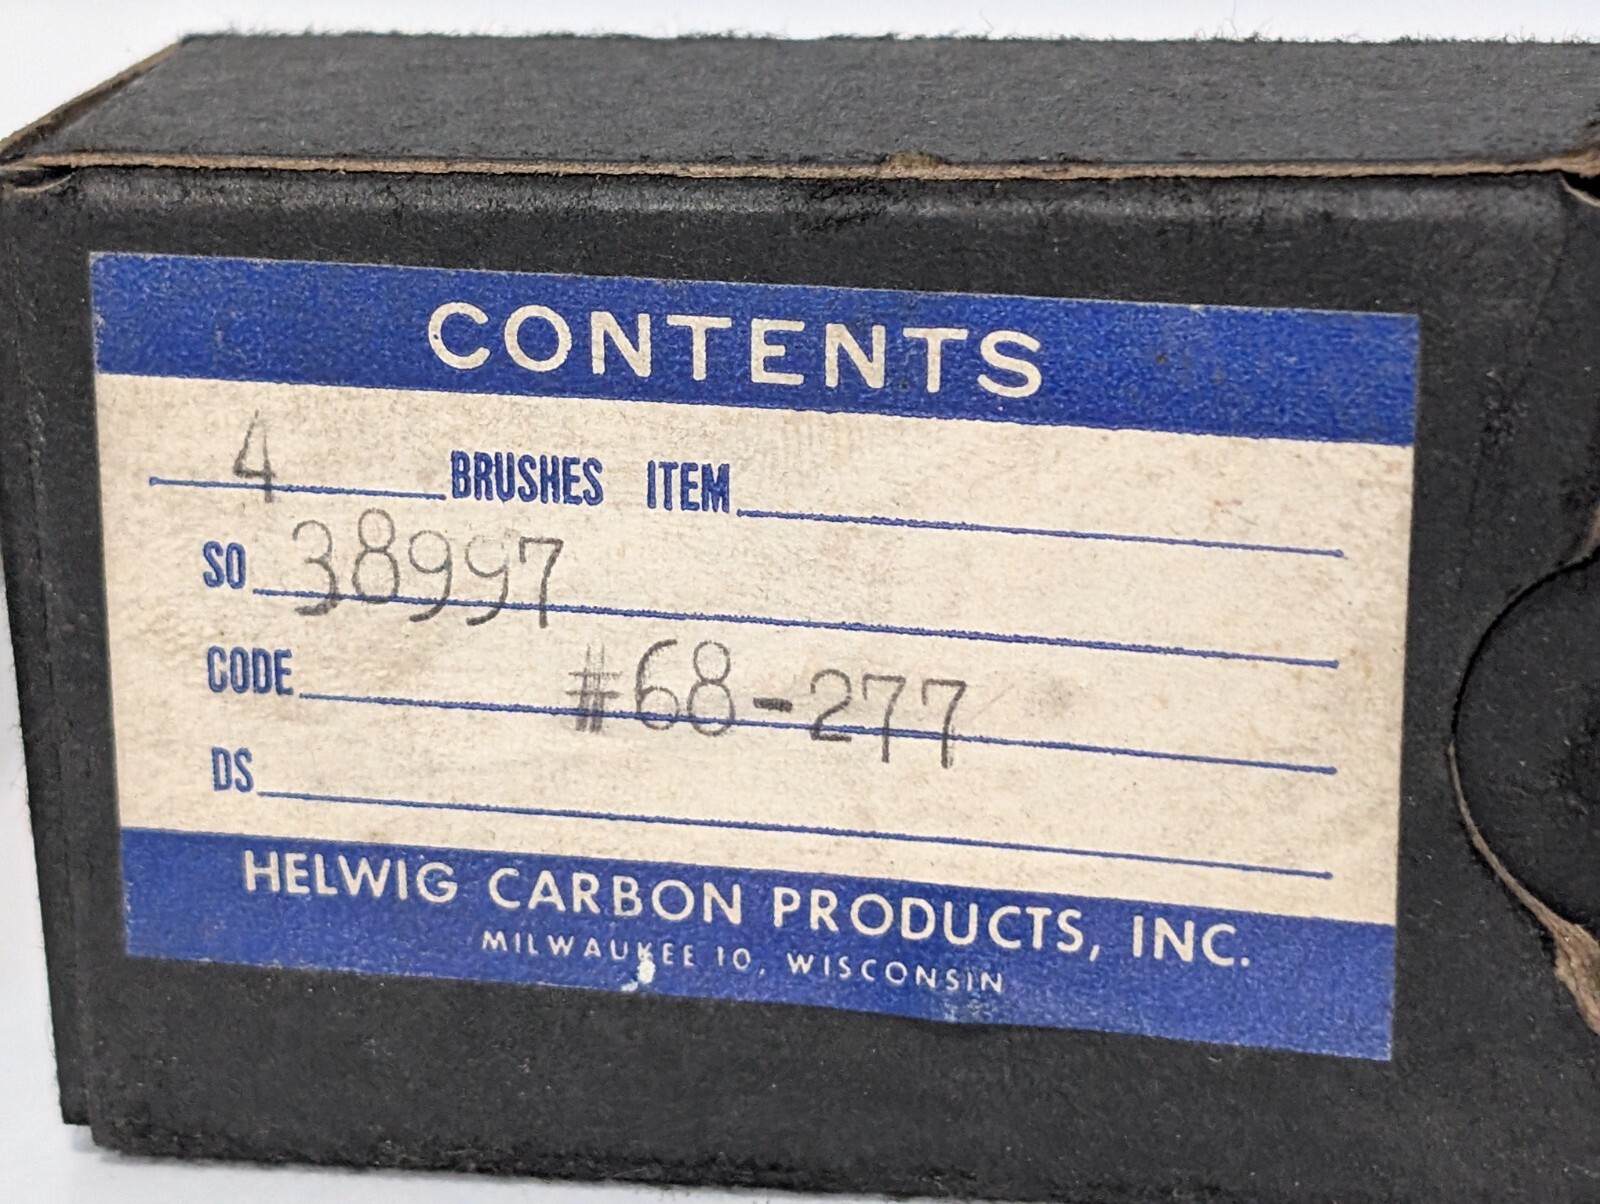 CONTENTS
4 BRUSHES ITEM
SO 38997
CODE #68-277
DS
HELWIG CARBON PRODUCTS, INC.
MILWAUKEE 10, WISCONSIN